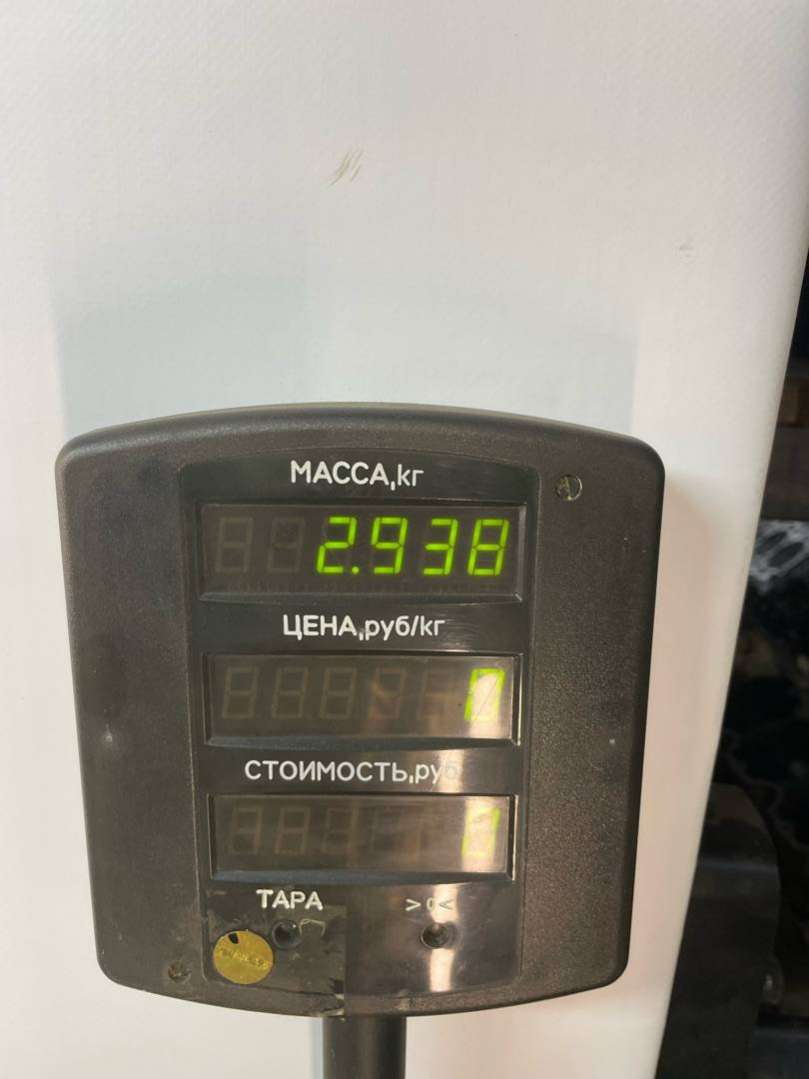 МАССА,кг
2.938
ЦЕНА,руб/кг
0
СТОИМОСТЬ,руб
0
ТАРА >0<